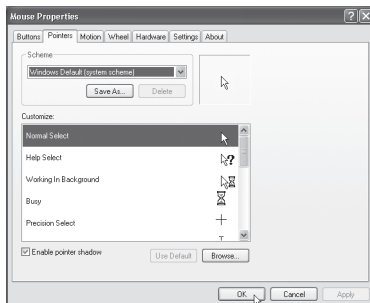 Mouse Properties
Buttons Pointers Motion Wheel Hardware Settings About
Scheme
Windows Default (system scheme)
Save As... Delete
Customize:
Normal Select
Help Select
Working In Background
Busy
Precision Select
Enable pointer shadow
Use Default Browse...
OK Cancel Apply